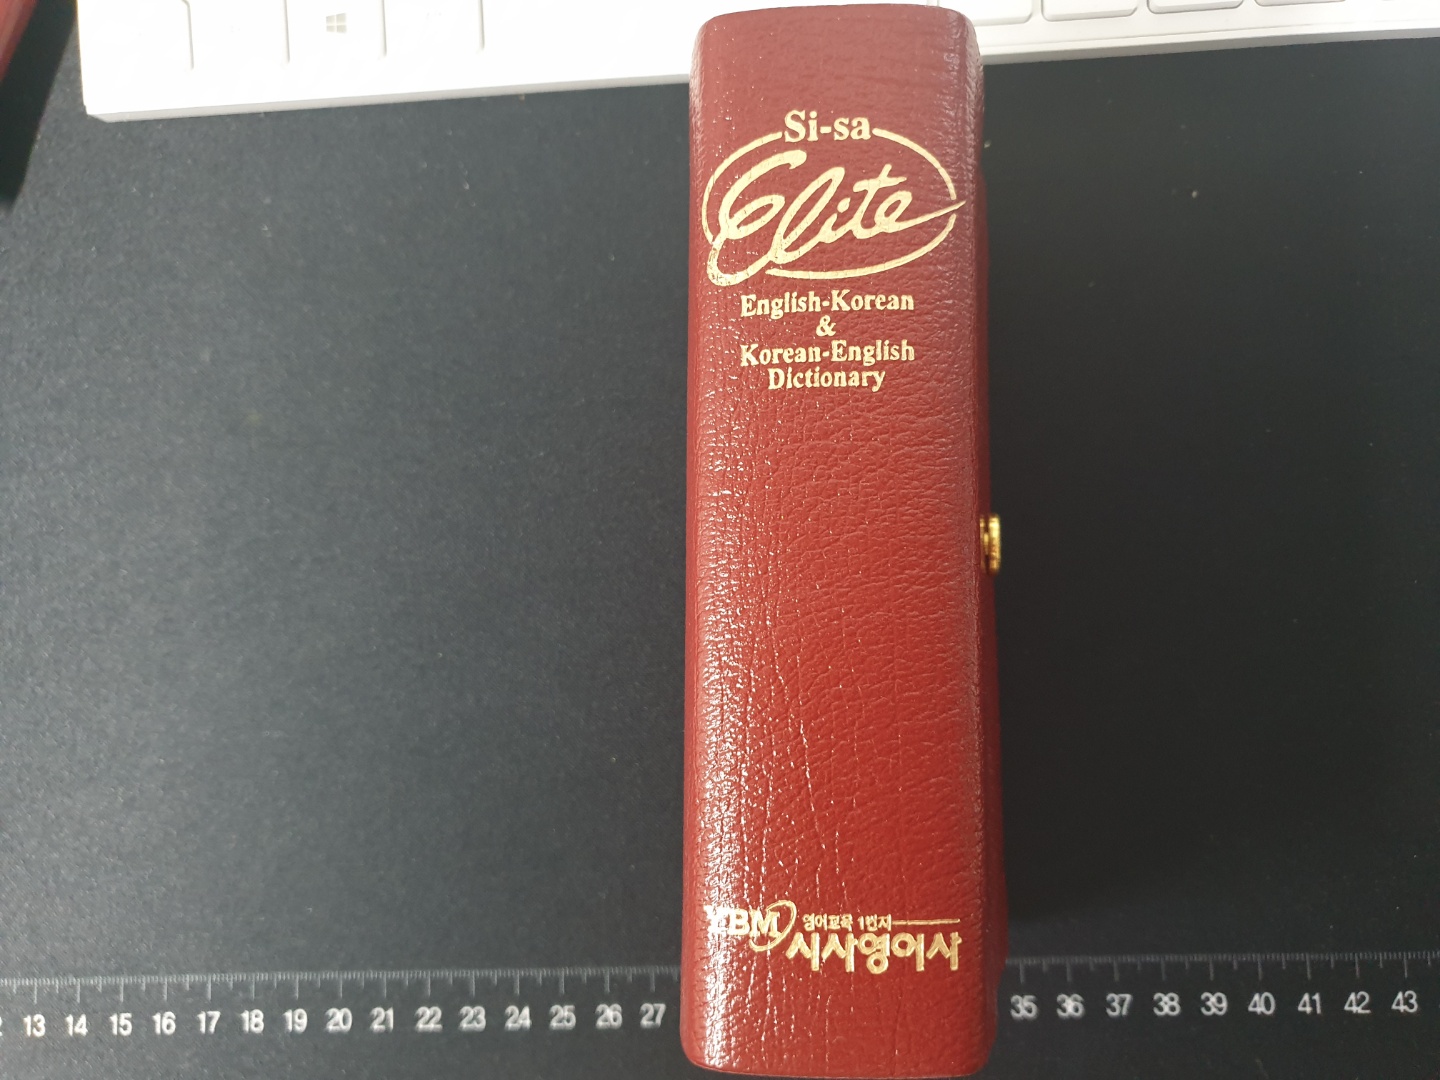 Si-sa
Elite
English-Korean
&
Korean-English
Dictionary
YBM 영어교육 1번지
시사영어사
13 14 15 16 17 18 19 20 21 22 23 24 25 26 27 35 36 37 38 39 40 41 42 43